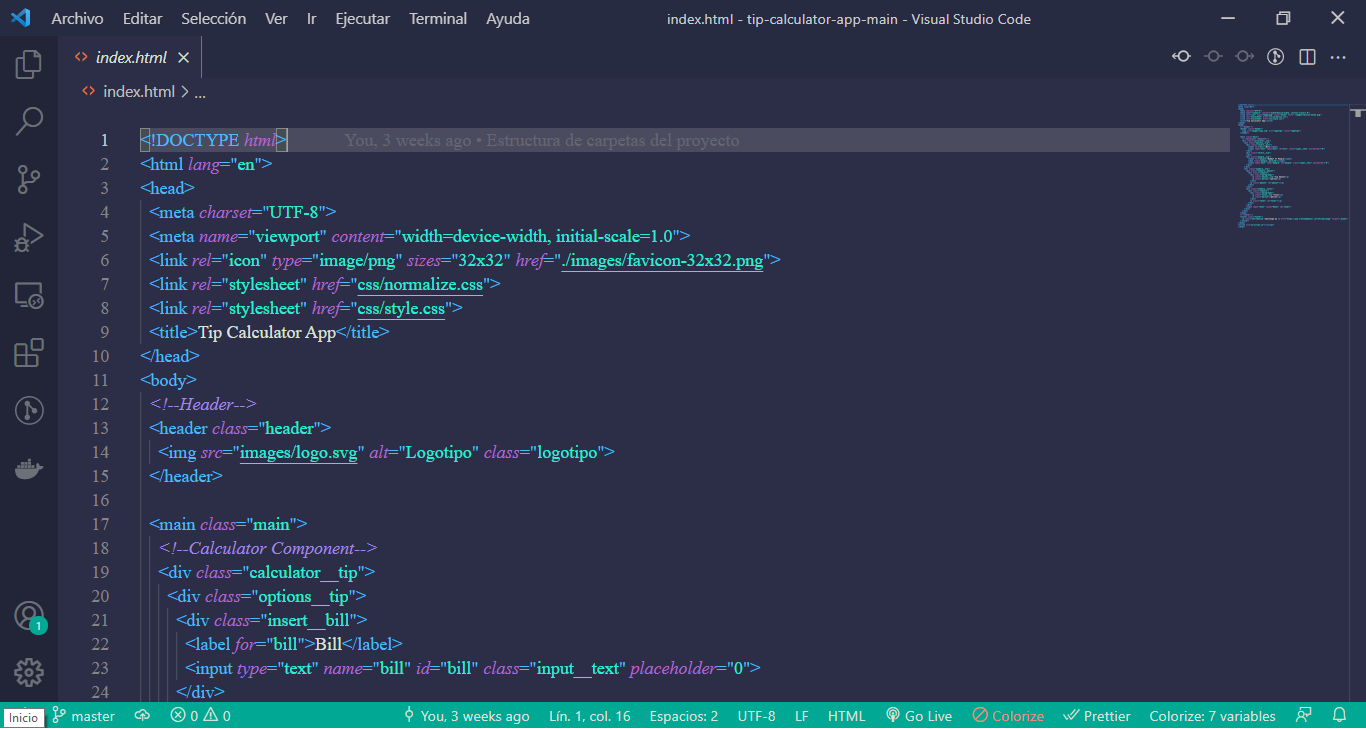 Archivo Editar Selección Ver Ir Ejecutar Terminal Ayuda index.html - tip-calculator-app-main - Visual Studio Code
index.html
index.html > ...
1 <!DOCTYPE html> You, 3 weeks ago • Estructura de carpetas del proyecto
2 <html lang="en">
3 <head>
4 <meta charset="UTF-8">
5 <meta name="viewport" content="width=device-width, initial-scale=1.0">
6 <link rel="icon" type="image/png" sizes="32x32" href="./images/favicon-32x32.png">
7 <link rel="stylesheet" href="css/normalize.css">
8 <link rel="stylesheet" href="css/style.css">
9 <title>Tip Calculator App</title>
10 </head>
11 <body>
12 <!--Header-->
13 <header class="header">
14 <img src="images/logo.svg" alt="Logotipo" class="logotipo">
15 </header>
16
17 <main class="main">
18 <!--Calculator Component-->
19 <div class="calculator__tip">
20 <div class="options__tip">
21 <div class="insert__bill">
22 <label for="bill">Bill</label>
23 <input type="text" name="bill" id="bill" class="input__text" placeholder="0">
24 </div>
1
Inicio master 0 0 You, 3 weeks ago Lín. 1, col. 16 Espacios: 2 UTF-8 LF HTML Go Live Colorize Prettier Colorize: 7 variables